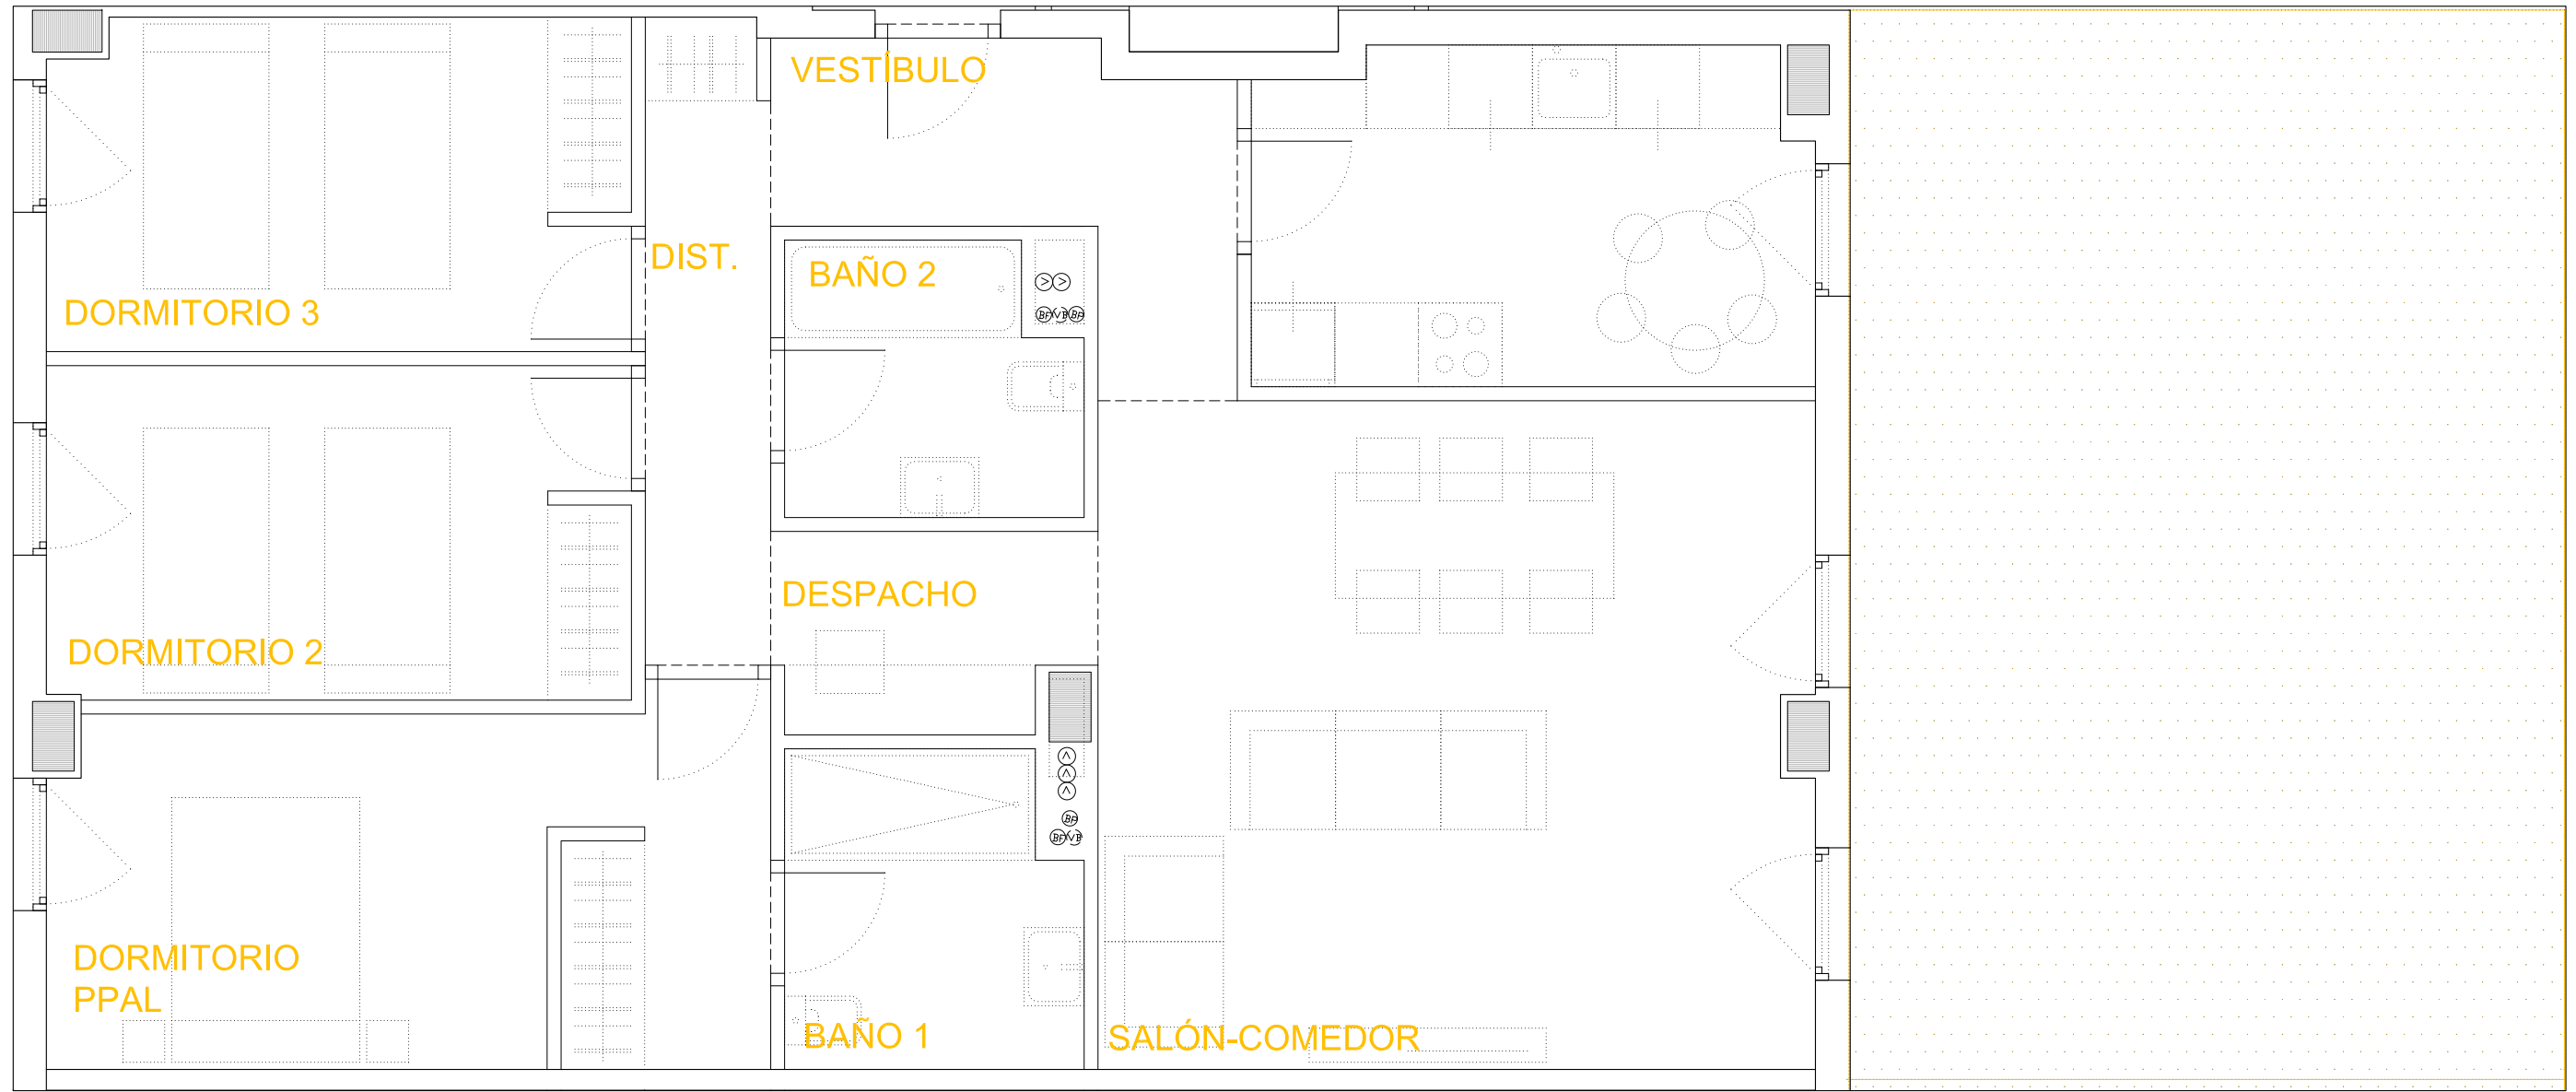 VESTÍBULO
DIST.
BAÑO 2
DORMITORIO 3
DESPACHO
DORMITORIO 2
DORMITORIO
PPAL
BAÑO 1
SALÓN-COMEDOR